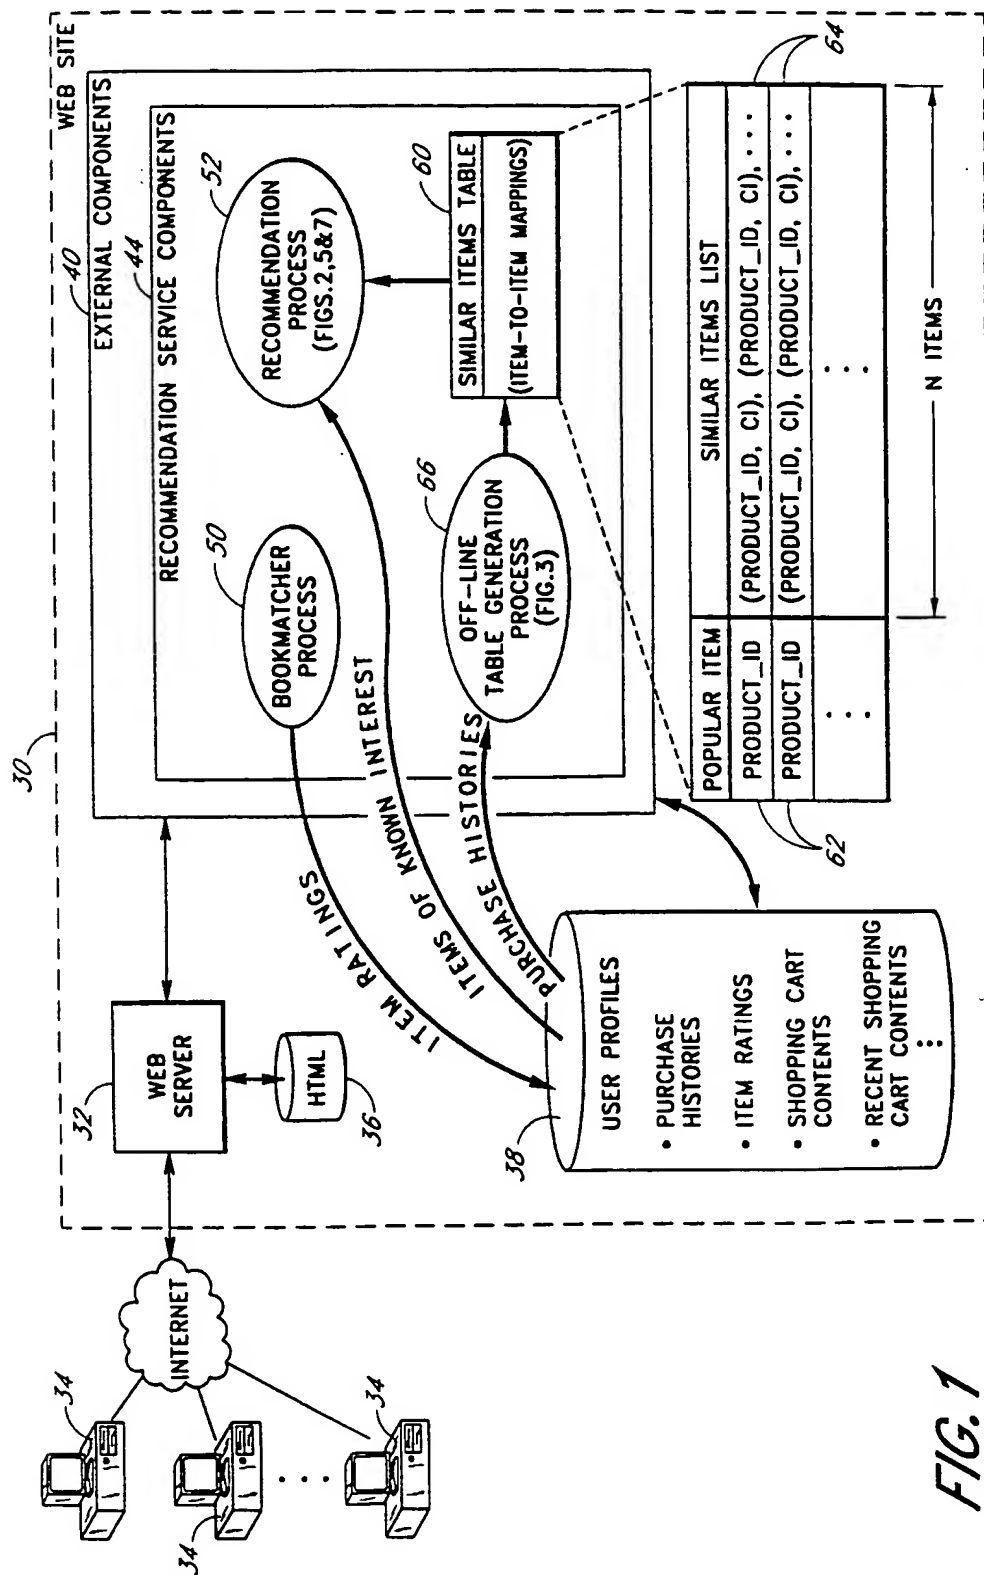 30
WEB SITE
40
EXTERNAL COMPONENTS
44
RECOMMENDATION SERVICE COMPONENTS
34
34
34
. . .
INTERNET
32
WEB
SERVER
HTML
36
50
BOOKMATCHER
PROCESS
52
RECOMMENDATION
PROCESS
(FIGS.2,5&7)
66
OFF-LINE
TABLE GENERATION
PROCESS
(FIG.3)
60
SIMILAR ITEMS TABLE
(ITEM-TO-ITEM MAPPINGS)
ITEM RATINGS
ITEMS OF KNOWN INTEREST
PURCHASE HISTORIES
38
USER PROFILES
• PURCHASE
HISTORIES
• ITEM RATINGS
• SHOPPING CART
CONTENTS
• RECENT SHOPPING
CART CONTENTS
POPULAR ITEM
SIMILAR ITEMS LIST
PRODUCT_ID
(PRODUCT_ID, CI), (PRODUCT_ID, CI), . . .
PRODUCT_ID
(PRODUCT_ID, CI), (PRODUCT_ID, CI), . . .
. . .
. . .
62
64
N ITEMS
FIG. 1